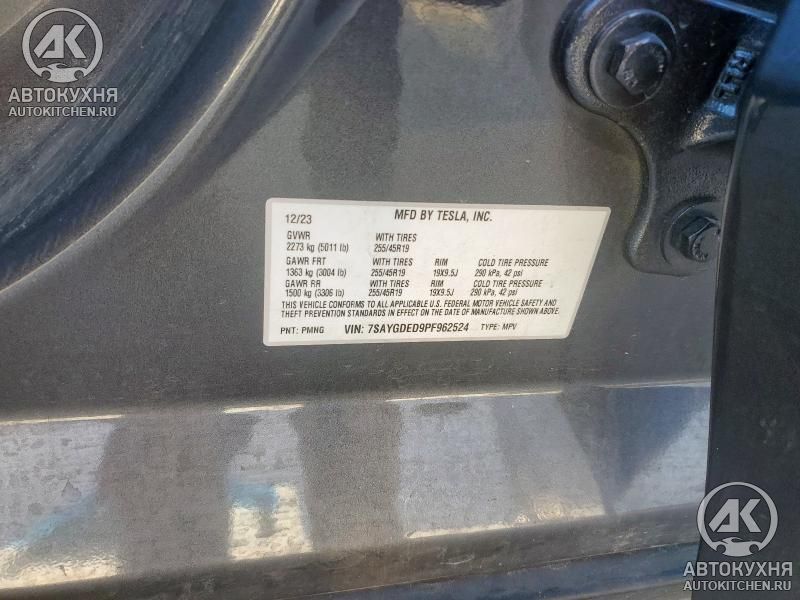 АК
АВТОКУХНЯ
AUTOKITCHEN.RU
12/23 MFD BY TESLA, INC.
GVWR WITH TIRES
2273 kg (5011 lb) 255/45R19
GAWR FRT WITH TIRES RIM COLD TIRE PRESSURE
1363 kg (3004 lb) 255/45R19 19X9.5J 290 kPa, 42 psi
GAWR RR WITH TIRES RIM COLD TIRE PRESSURE
1500 kg (3306 lb) 255/45R19 19X9.5J 290 kPa, 42 psi
THIS VEHICLE CONFORMS TO ALL APPLICABLE U.S. FEDERAL MOTOR VEHICLE SAFETY AND
THEFT PREVENTION STANDARDS IN EFFECT ON THE DATE OF MANUFACTURE SHOWN ABOVE.
PNT: PMNG VIN: 7SAYGDED9PF962524 TYPE: MPV
АК
АВТОКУХНЯ
AUTOKITCHEN.RU